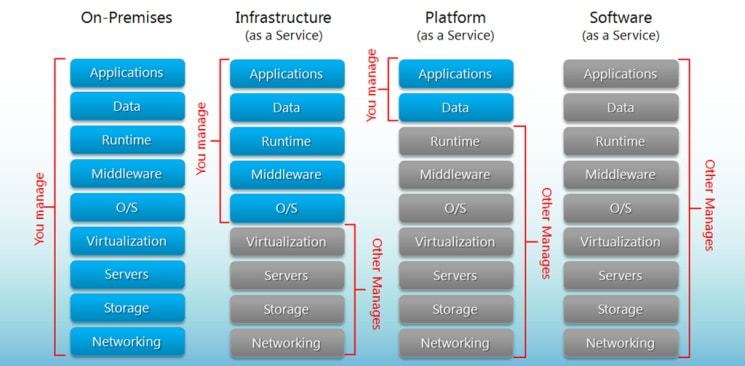 On-Premises
Applications
Data
Runtime
Middleware
O/S
Virtualization
Servers
Storage
Networking
You manage
Infrastructure
(as a Service)
Applications
Data
Runtime
Middleware
O/S
Virtualization
Servers
Storage
Networking
You manage
Other Manages
Platform
(as a Service)
Applications
Data
Runtime
Middleware
O/S
Virtualization
Servers
Storage
Networking
You manage
Other Manages
Software
(as a Service)
Applications
Data
Runtime
Middleware
O/S
Virtualization
Servers
Storage
Networking
Other Manages